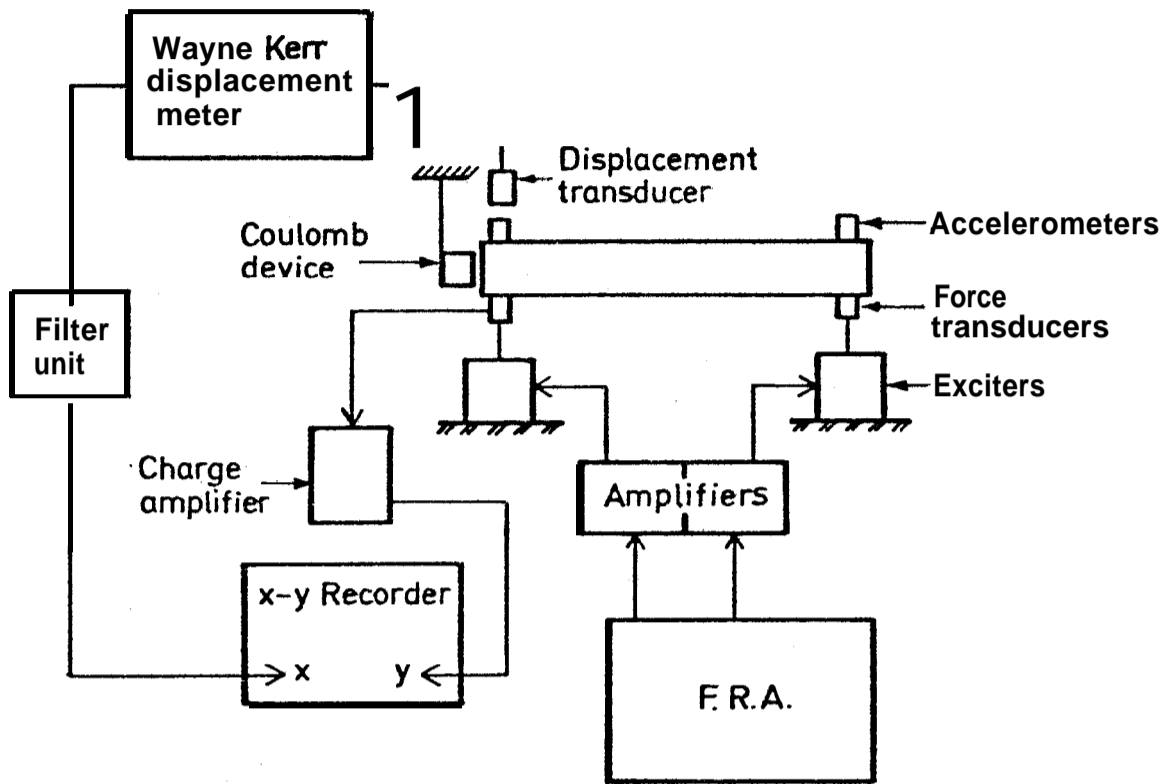 Wayne Kerr
displacement
meter
1
Displacement
transducer
Accelerometers
Coulomb
device
Force
transducers
Filter
unit
Exciters
Charge
amplifier
Amplifiers
x-y Recorder
x y
F. R. A.